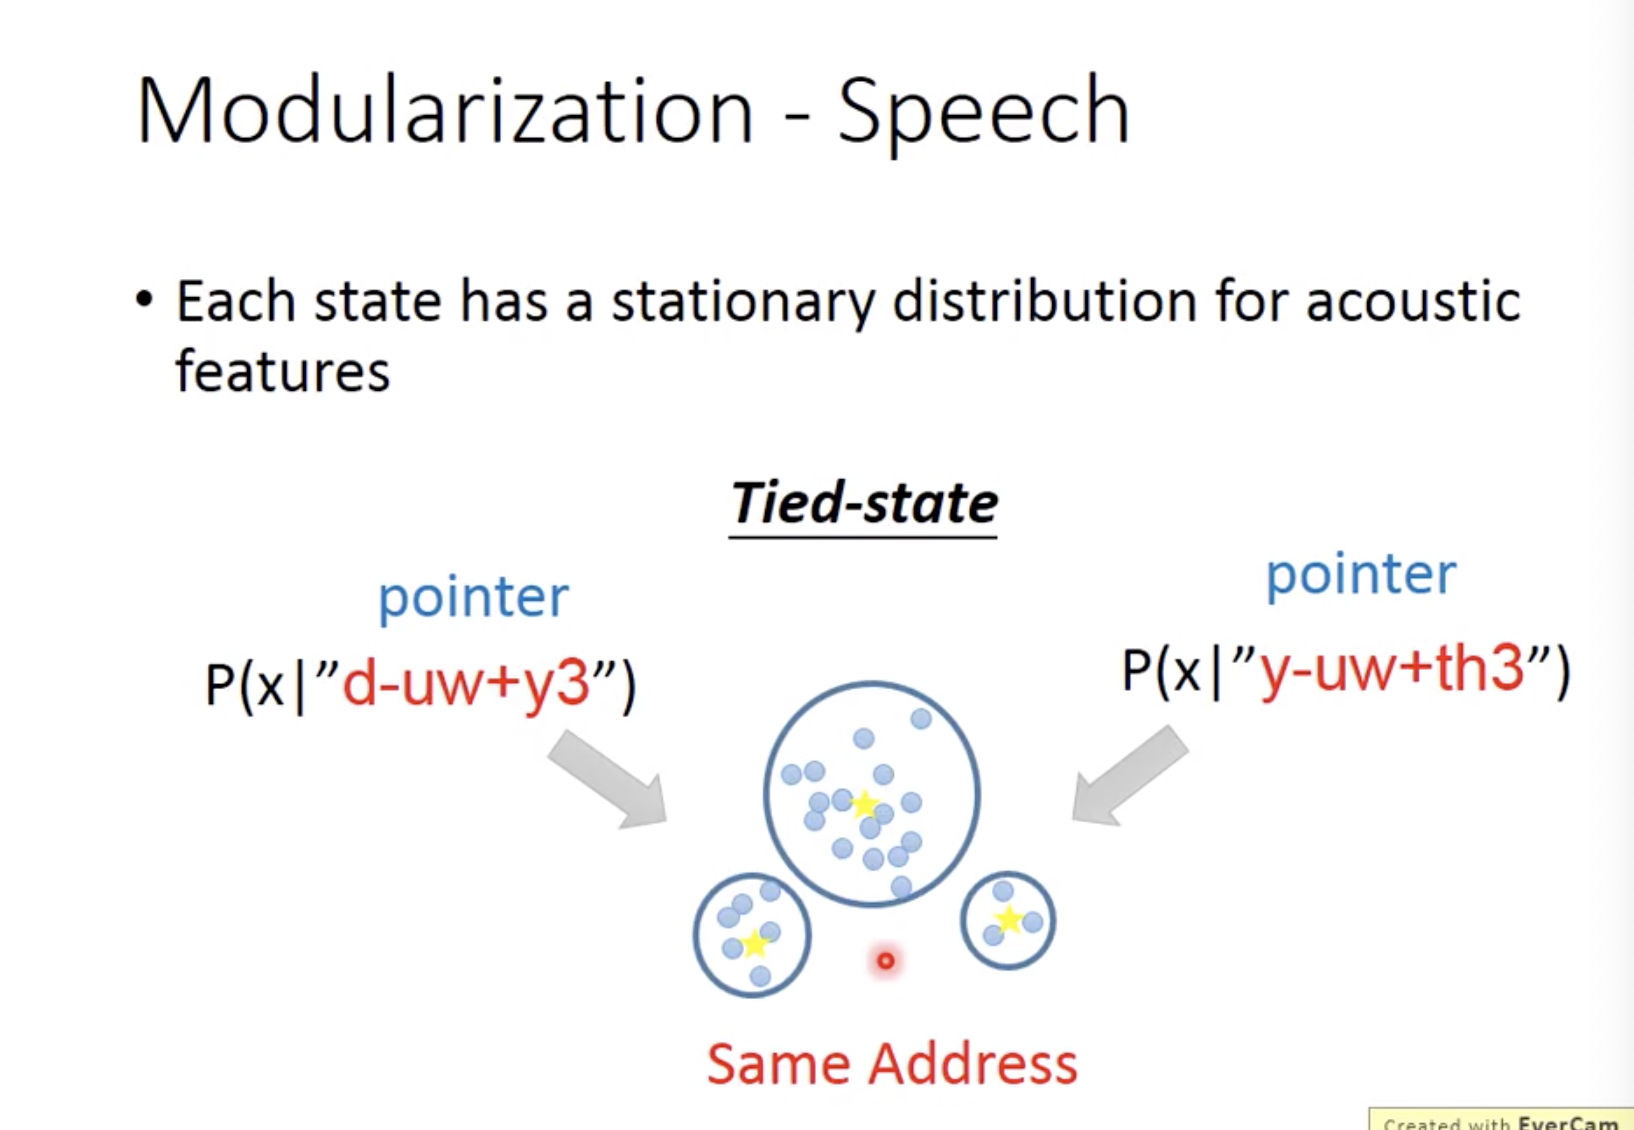 Modularization - Speech
• Each state has a stationary distribution for acoustic
features
Tied-state
pointer
pointer
P(x|”d-uw+y3”)
P(x|”y-uw+th3”)
Same Address
Created with EverCam